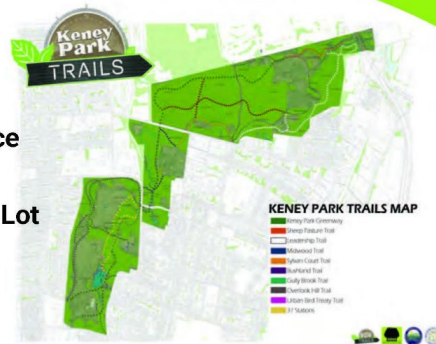 Keney
Park
TRAILS
ce
Lot
KENEY PARK TRAILS MAP
Keney Park Greenway
Sheep Pasture Trail
Leadership Trail
Midwood Trail
Sylvan Court Trail
Bushland Trail
Gully Brook Trail
Overlook Hill Trail
Urban Bird Treaty Trail
31 Stations